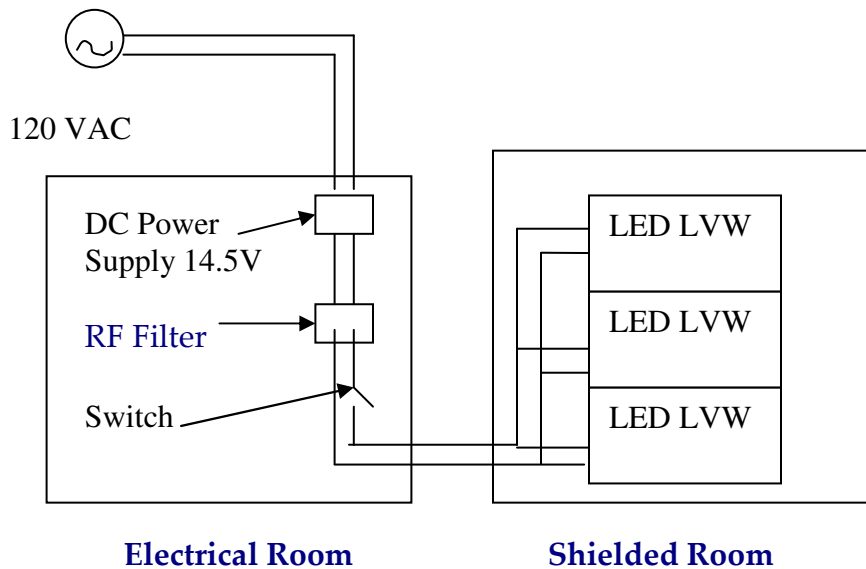 120 VAC
DC Power
Supply 14.5V
RF Filter
Switch
LED LVW
LED LVW
LED LVW
Electrical Room
Shielded Room